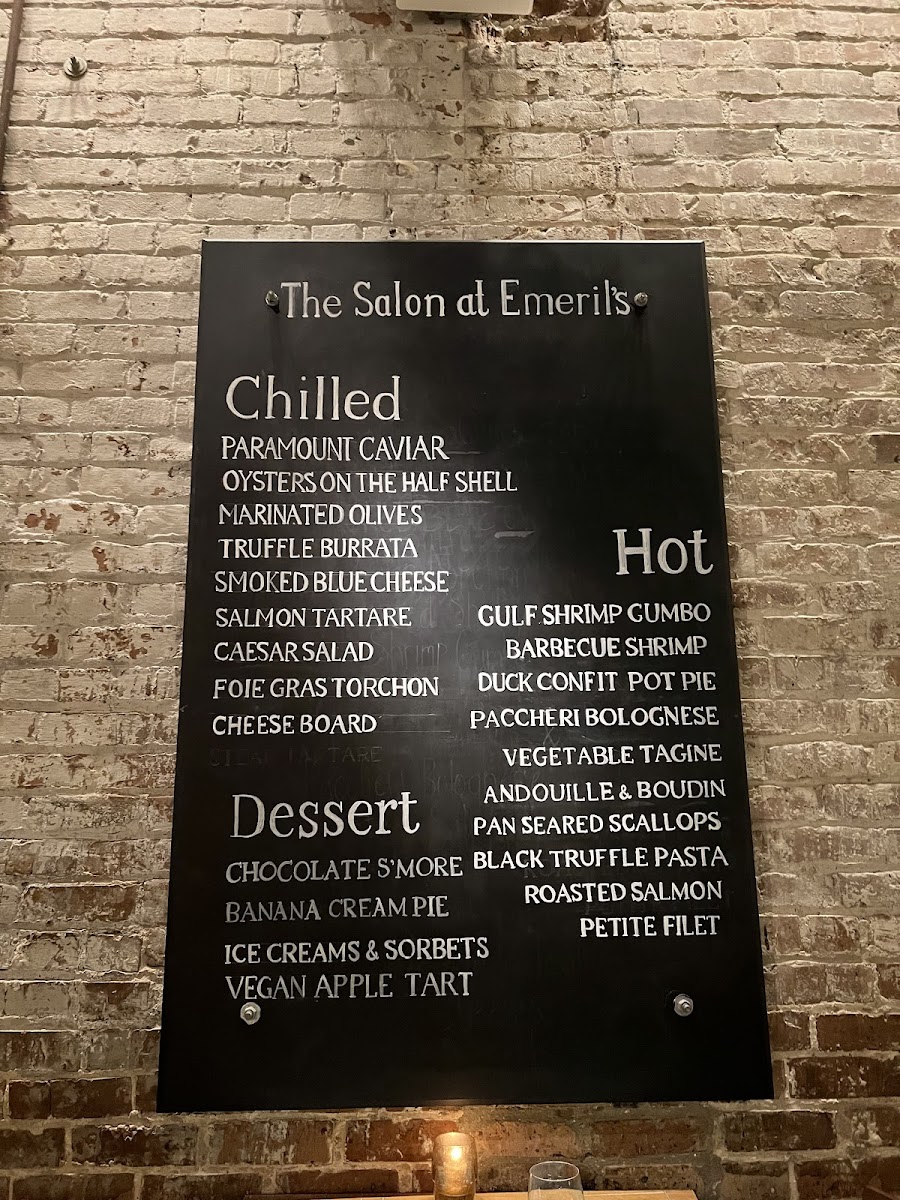 The Salon at Emeril's
Chilled
PARAMOUNT CAVIAR
OYSTERS ON THE HALF SHELL
MARINATED OLIVES
TRUFFLE BURRATA
SMOKED BLUE CHEESE
SALMON TARTARE
CAESAR SALAD
FOIE GRAS TORCHON
CHEESE BOARD
Dessert
CHOCOLATE S'MORE
BANANA CREAM PIE
ICE CREAMS & SORBETS
VEGAN APPLE TART
Hot
GULF SHRIMP GUMBO
BARBECUE SHRIMP
DUCK CONFIT POT PIE
PACCHERI BOLOGNESE
VEGETABLE TAGINE
ANDOUILLE & BOUDIN
PAN SEARED SCALLOPS
BLACK TRUFFLE PASTA
ROASTED SALMON
PETITE FILET